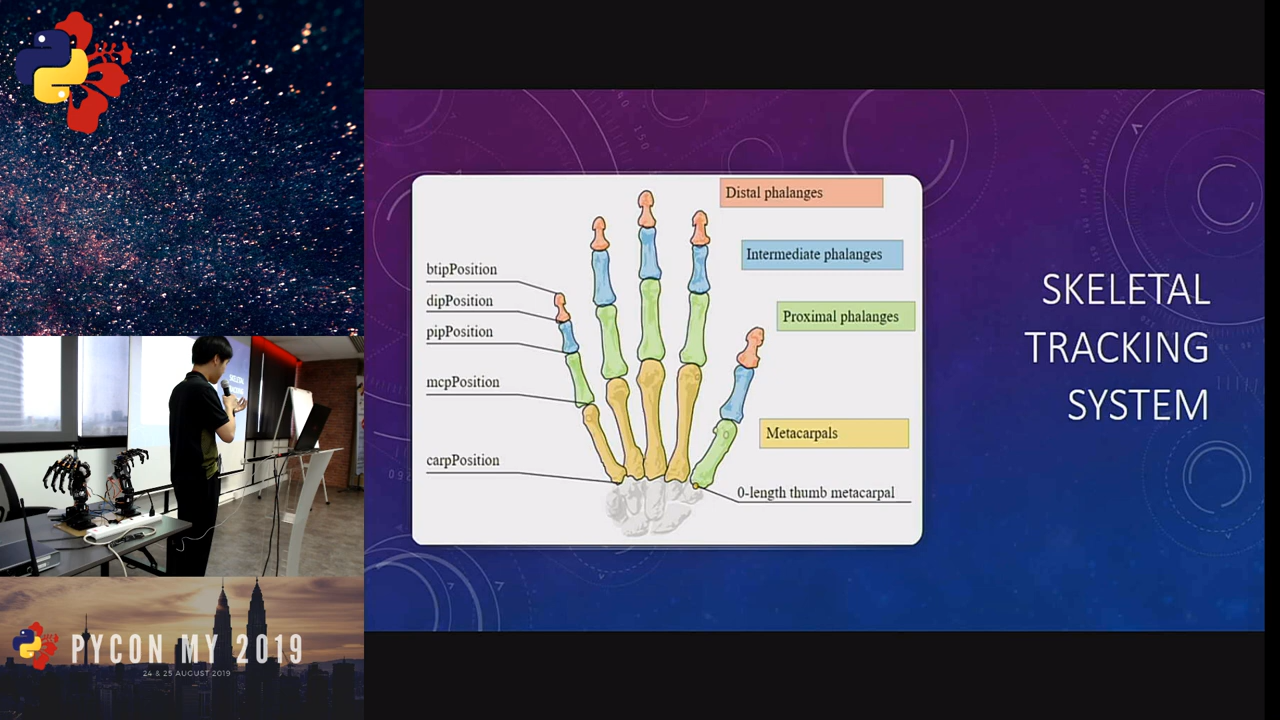 Distal phalanges
Intermediate phalanges
Proximal phalanges
Metacarpals
0-length thumb metacarpal
btipPosition
dipPosition
pipPosition
mcpPosition
carpPosition
SKELETAL
TRACKING
SYSTEM
PYCON MY 2019
24 & 25 AUGUST 2019